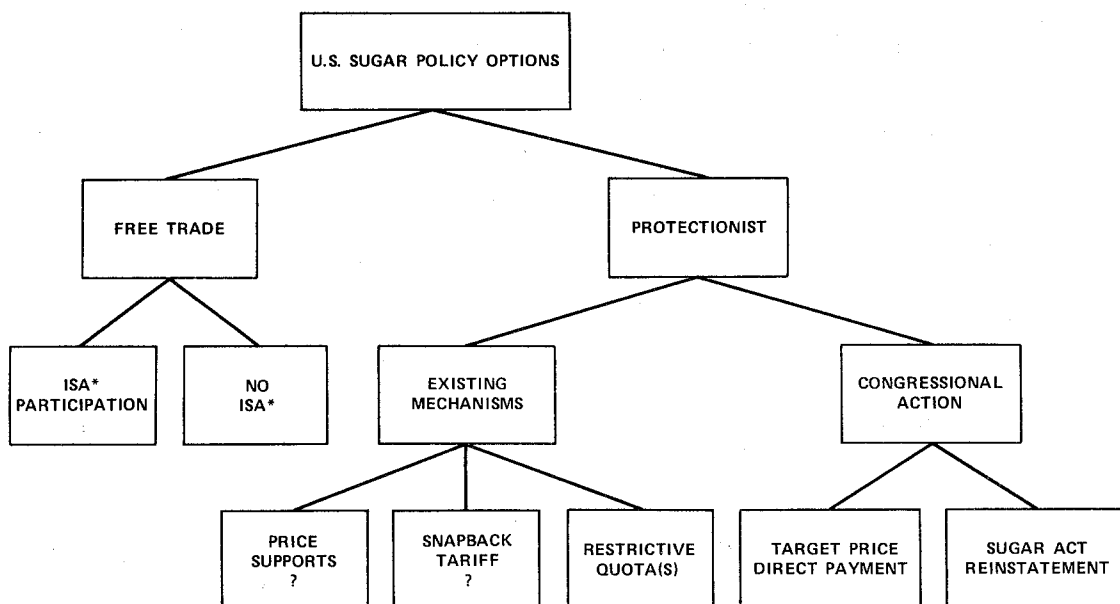 U.S. SUGAR POLICY OPTIONS
FREE TRADE
PROTECTIONIST
ISA*
PARTICIPATION
NO
ISA*
EXISTING
MECHANISMS
CONGRESSIONAL
ACTION
PRICE
SUPPORTS
?
SNAPBACK
TARIFF
?
RESTRICTIVE
QUOTA(S)
TARGET PRICE
DIRECT PAYMENT
SUGAR ACT
REINSTATEMENT